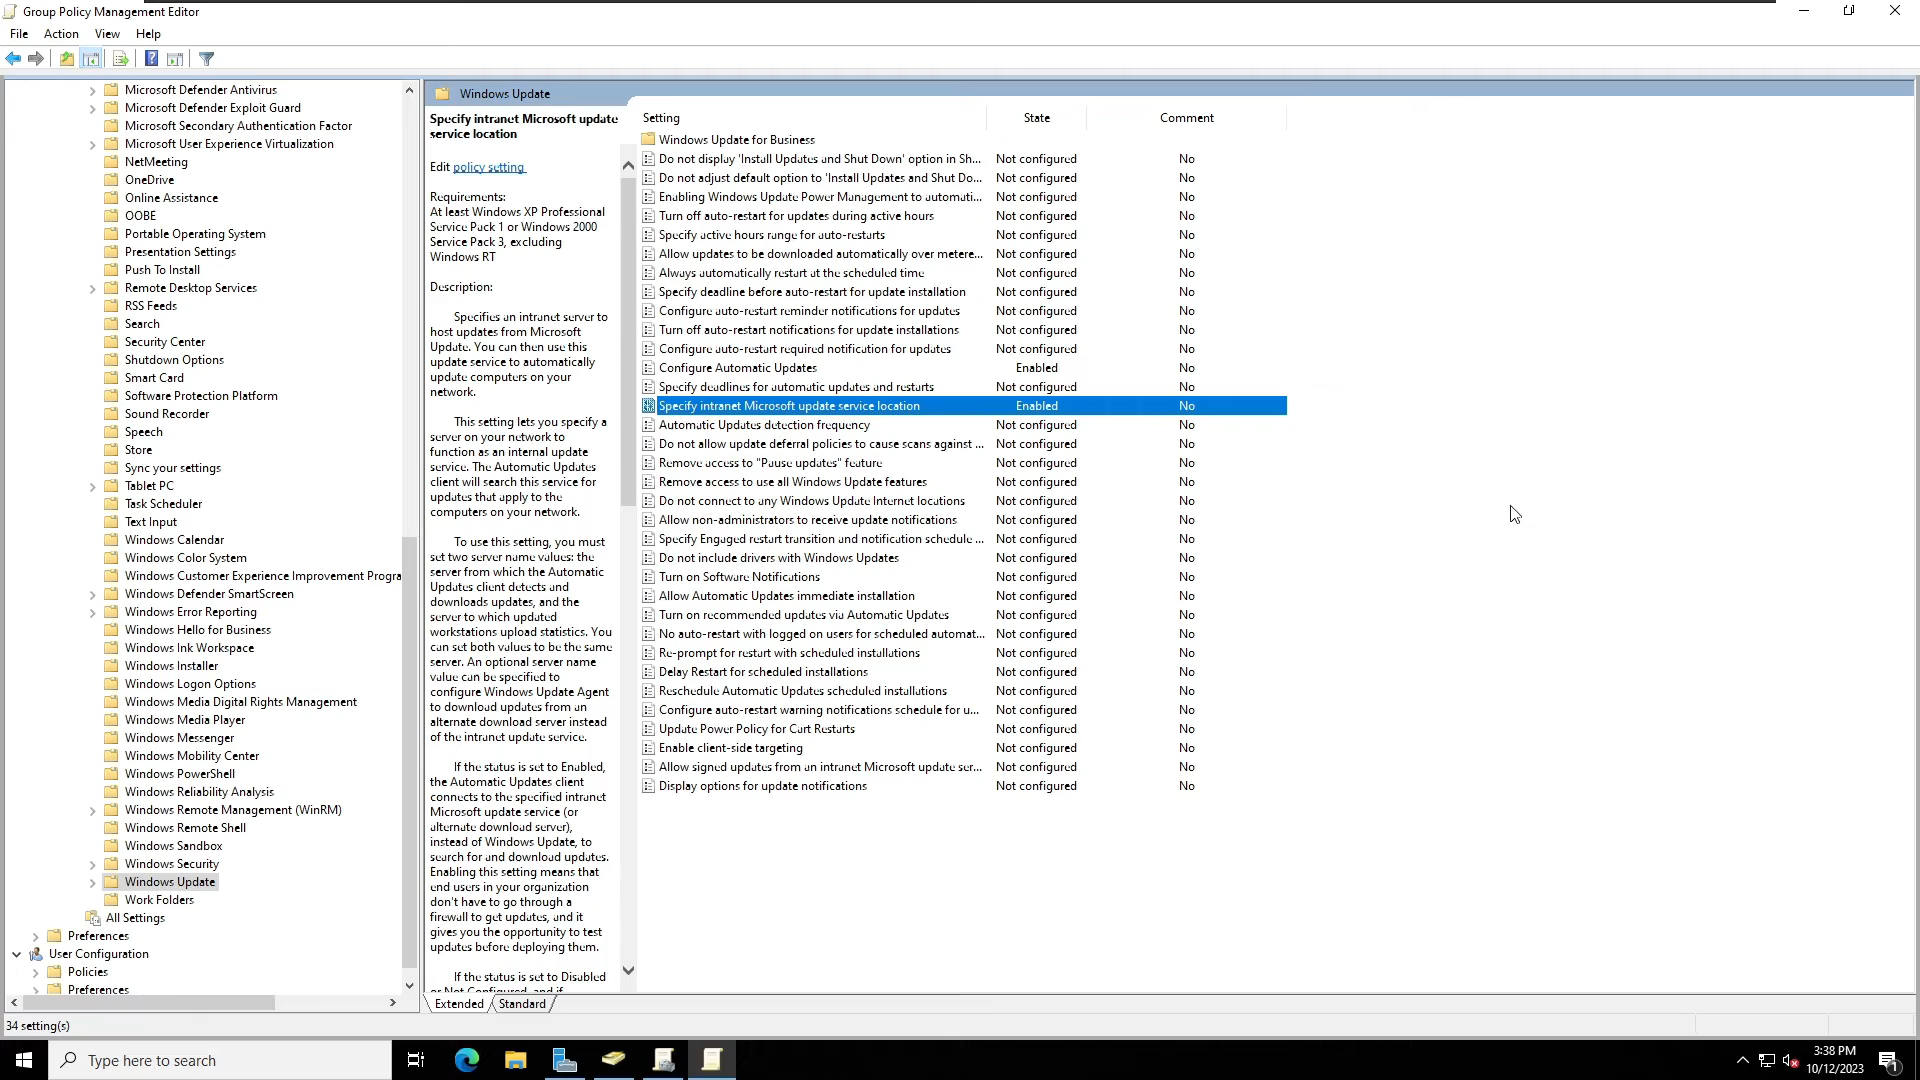 Group Policy Management Editor
File Action View Help
Microsoft Defender Antivirus
Microsoft Defender Exploit Guard
Microsoft Secondary Authentication Factor
Microsoft User Experience Virtualization
NetMeeting
OneDrive
Online Assistance
OOBE
Portable Operating System
Presentation Settings
Push To Install
Remote Desktop Services
RSS Feeds
Search
Security Center
Shutdown Options
Smart Card
Software Protection Platform
Sound Recorder
Speech
Store
Sync your settings
Tablet PC
Task Scheduler
Text Input
Windows Calendar
Windows Color System
Windows Customer Experience Improvement Progra
Windows Defender SmartScreen
Windows Error Reporting
Windows Hello for Business
Windows Ink Workspace
Windows Installer
Windows Logon Options
Windows Media Digital Rights Management
Windows Media Player
Windows Messenger
Windows Mobility Center
Windows PowerShell
Windows Reliability Analysis
Windows Remote Management (WinRM)
Windows Remote Shell
Windows Sandbox
Windows Security
Windows Update
Work Folders
All Settings
Preferences
User Configuration
Policies
Preferences
Windows Update
Specify intranet Microsoft update
service location
Edit policy setting
Requirements:
At least Windows XP Professional
Service Pack 1 or Windows 2000
Service Pack 3, excluding
Windows RT
Description:
Specifies an intranet server to
host updates from Microsoft
Update. You can then use this
update service to automatically
update computers on your
network.
This setting lets you specify a
server on your network to
function as an internal update
service. The Automatic Updates
client will search this service for
updates that apply to the
computers on your network.
To use this setting, you must
set two server name values: the
server from which the Automatic
Updates client detects and
downloads updates, and the
server to which updated
workstations upload statistics. You
can set both values to be the same
server. An optional server name
value can be specified to
configure Windows Update Agent
to download updates from an
alternate download server instead
of the intranet update service.
If the status is set to Enabled,
the Automatic Updates client
connects to the specified intranet
Microsoft update service (or
alternate download server),
instead of Windows Update, to
search for and download updates.
Enabling this setting means that
end users in your organization
don't have to go through a
firewall to get updates, and it
gives you the opportunity to test
updates before deploying them.
If the status is set to Disabled
or Not Configured, and if
Setting State Comment
Windows Update for Business
Do not display 'Install Updates and Shut Down' option in Sh... Not configured No
Do not adjust default option to 'Install Updates and Shut Do... Not configured No
Enabling Windows Update Power Management to automati... Not configured No
Turn off auto-restart for updates during active hours Not configured No
Specify active hours range for auto-restarts Not configured No
Allow updates to be downloaded automatically over metere... Not configured No
Always automatically restart at the scheduled time Not configured No
Specify deadline before auto-restart for update installation Not configured No
Configure auto-restart reminder notifications for updates Not configured No
Turn off auto-restart notifications for update installations Not configured No
Configure auto-restart required notification for updates Not configured No
Configure Automatic Updates Enabled No
Specify deadlines for automatic updates and restarts Not configured No
Specify intranet Microsoft update service location Enabled No
Automatic Updates detection frequency Not configured No
Do not allow update deferral policies to cause scans against ... Not configured No
Remove access to "Pause updates" feature Not configured No
Remove access to use all Windows Update features Not configured No
Do not connect to any Windows Update Internet locations Not configured No
Allow non-administrators to receive update notifications Not configured No
Specify Engaged restart transition and notification schedule ... Not configured No
Do not include drivers with Windows Updates Not configured No
Turn on Software Notifications Not configured No
Allow Automatic Updates immediate installation Not configured No
Turn on recommended updates via Automatic Updates Not configured No
No auto-restart with logged on users for scheduled automat... Not configured No
Re-prompt for restart with scheduled installations Not configured No
Delay Restart for scheduled installations Not configured No
Reschedule Automatic Updates scheduled installations Not configured No
Configure auto-restart warning notifications schedule for u... Not configured No
Update Power Policy for Cart Restarts Not configured No
Enable client-side targeting Not configured No
Allow signed updates from an intranet Microsoft update ser... Not configured No
Display options for update notifications Not configured No
Extended Standard
34 setting(s)
Type here to search
3:38 PM
10/12/2023
1